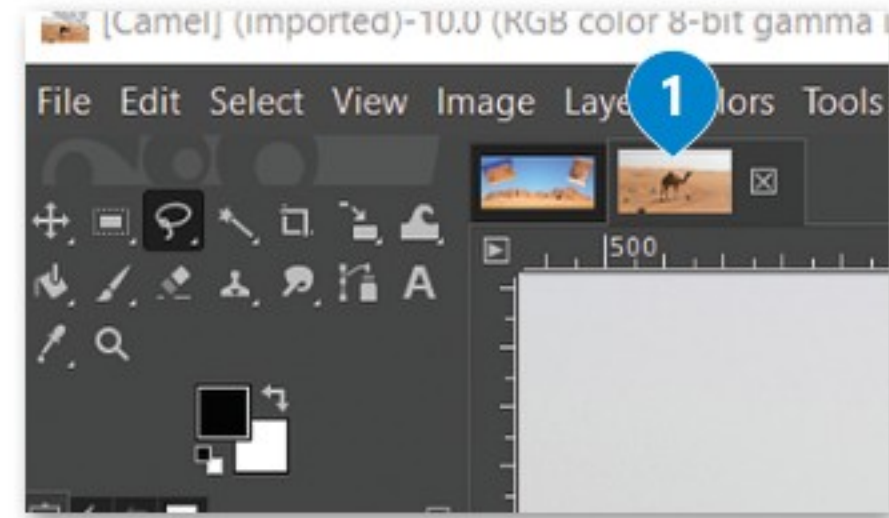 [Camel] (imported)-10.0 (RGB color 8-bit gamma
File Edit Select View Image Laye 1 lors Tools
500
A